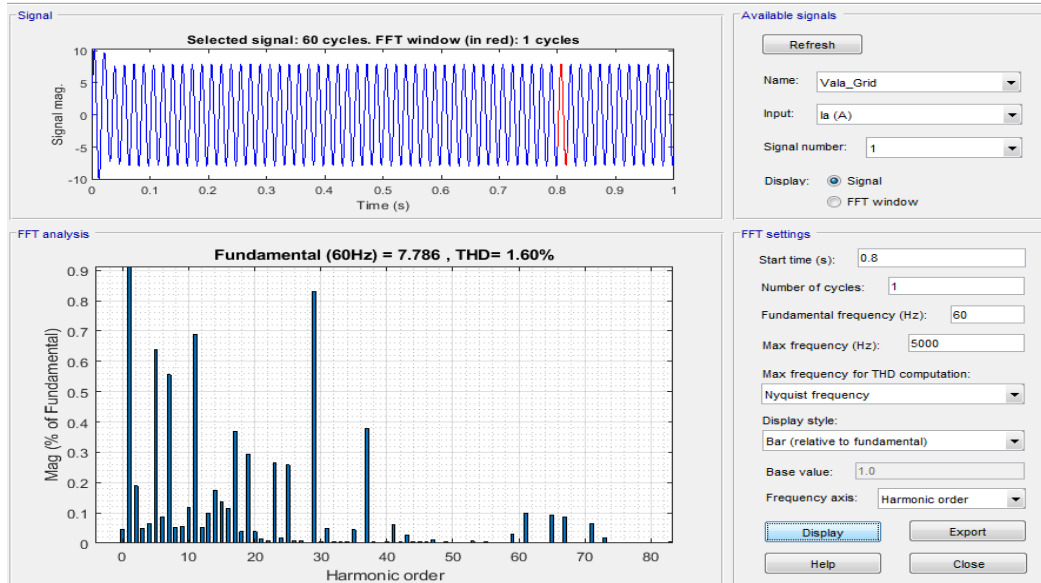 Signal
Selected signal: 60 cycles. FFT window (in red): 1 cycles
10
5
0
-5
-10
Signal mag.
0 0.1 0.2 0.3 0.4 0.5 0.6 0.7 0.8 0.9 1
Time (s)
Available signals
Refresh
Name: Vala_Grid
Input: Ia (A)
Signal number: 1
Display: Signal
FFT window
FFT analysis
Fundamental (60Hz) = 7.786 , THD= 1.60%
0.9
0.8
0.7
0.6
0.5
0.4
0.3
0.2
0.1
0
Mag (% of Fundamental)
0 10 20 30 40 50 60 70 80
Harmonic order
FFT settings
Start time (s): 0.8
Number of cycles: 1
Fundamental frequency (Hz): 60
Max frequency (Hz): 5000
Max frequency for THD computation:
Nyquist frequency
Display style:
Bar (relative to fundamental)
Base value: 1.0
Frequency axis: Harmonic order
Display Export
Help Close